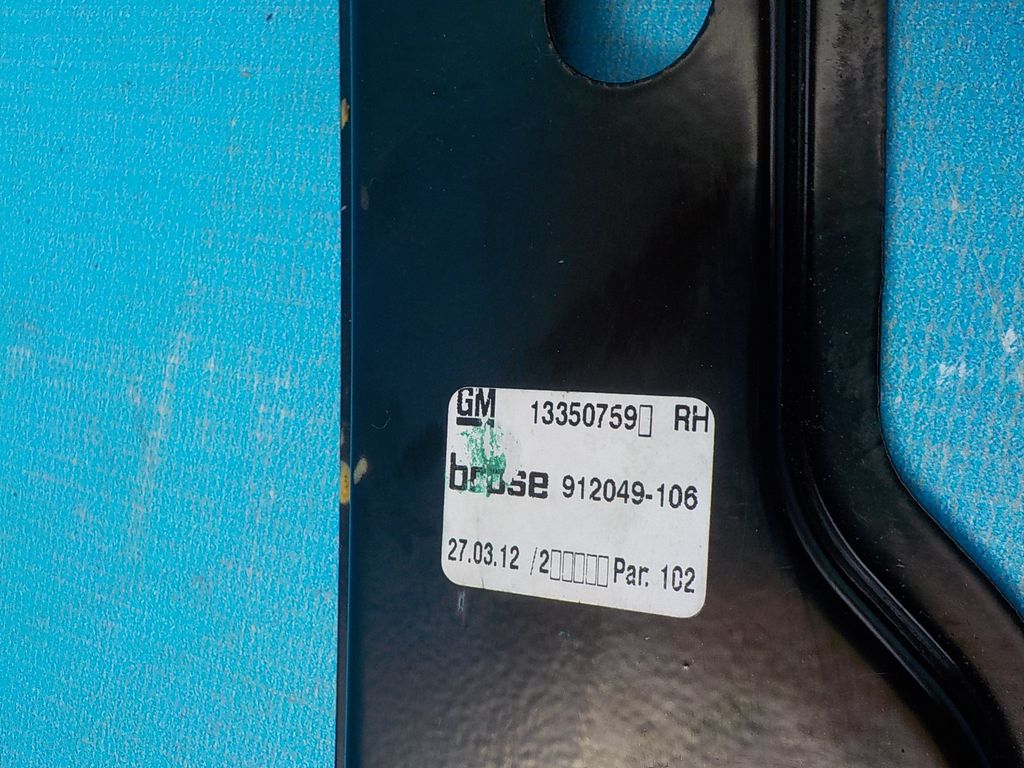 GM 13350759▯ RH
brose 912049-106
27.03.12 /2▯▯▯▯▯Par. 102